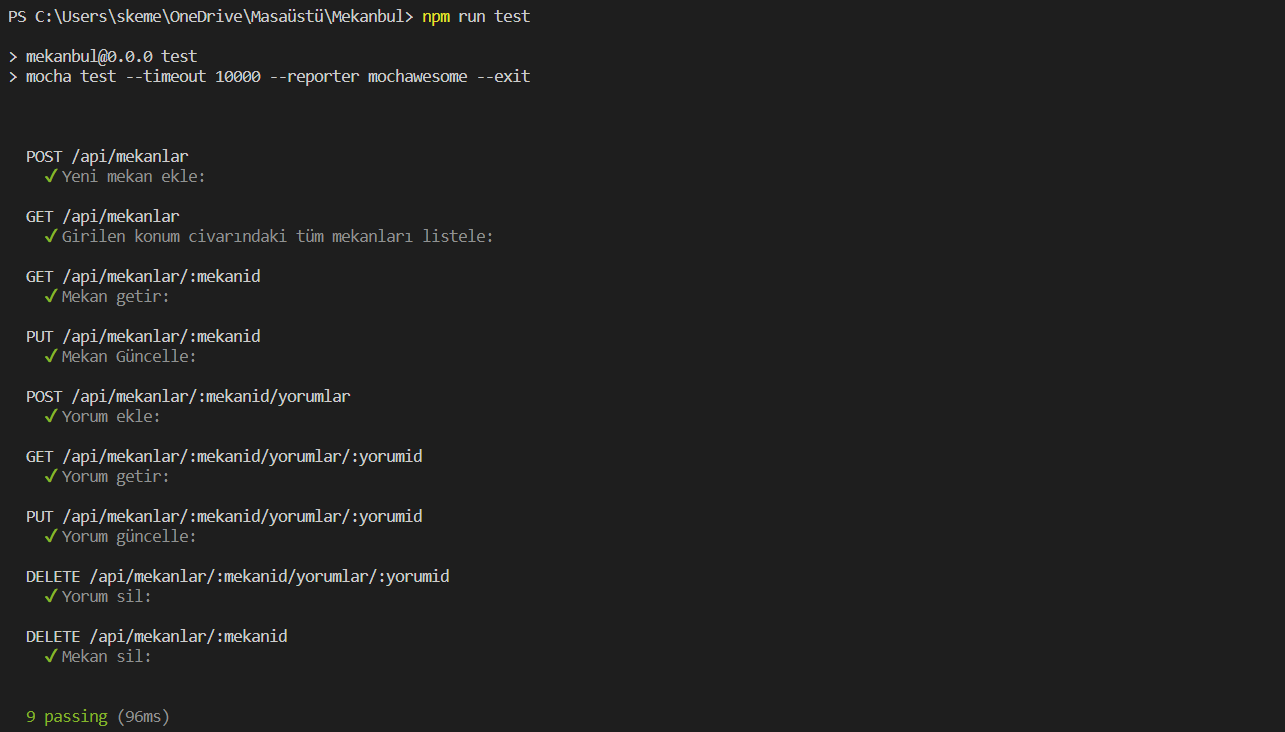 PS C:\Users\skeme\OneDrive\Masaüstü\Mekanbul> npm run test
> mekanbul@0.0.0 test
> mocha test --timeout 10000 --reporter mochawesome --exit
POST /api/mekanlar
✓ Yeni mekan ekle:
GET /api/mekanlar
✓ Girilen konum civarındaki tüm mekanları listele:
GET /api/mekanlar/:mekanid
✓ Mekan getir:
PUT /api/mekanlar/:mekanid
✓ Mekan Güncelle:
POST /api/mekanlar/:mekanid/yorumlar
✓ Yorum ekle:
GET /api/mekanlar/:mekanid/yorumlar/:yorumid
✓ Yorum getir:
PUT /api/mekanlar/:mekanid/yorumlar/:yorumid
✓ Yorum güncelle:
DELETE /api/mekanlar/:mekanid/yorumlar/:yorumid
✓ Yorum sil:
DELETE /api/mekanlar/:mekanid
✓ Mekan sil:
9 passing (96ms)